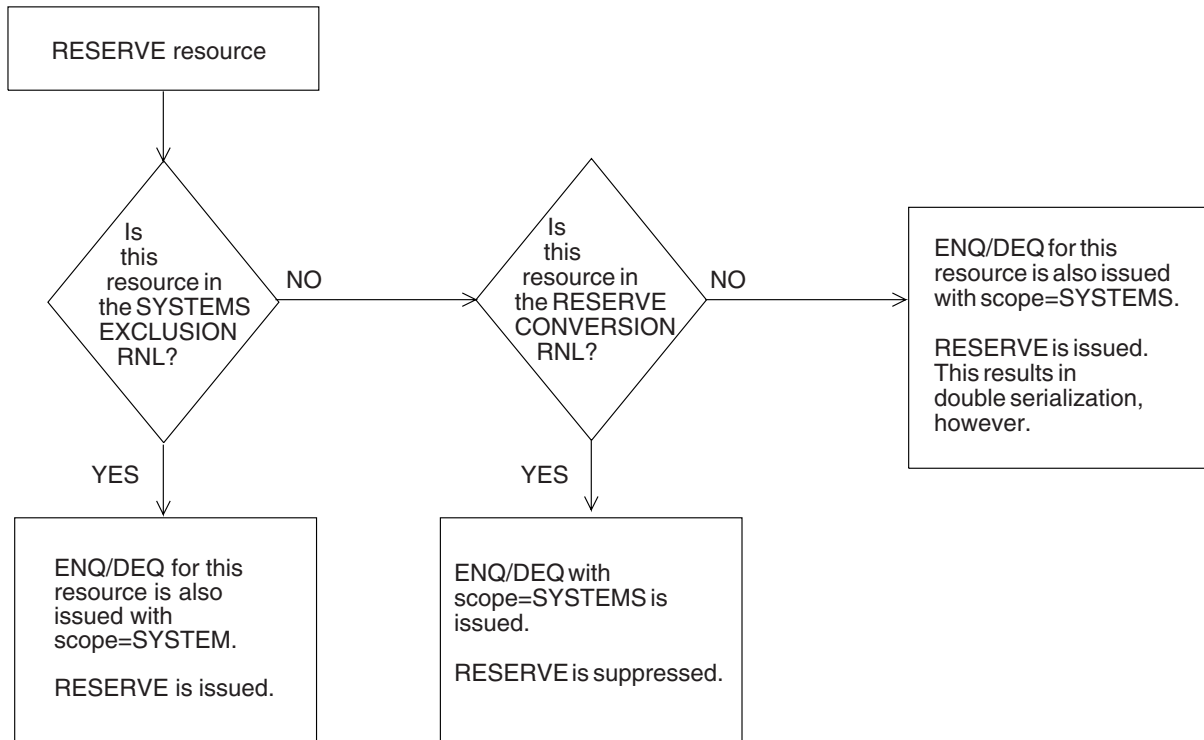 RESERVE resource
Is
this
resource in
the SYSTEMS
EXCLUSION
RNL?
NO
YES
Is
this
resource in
the RESERVE
CONVERSION
RNL?
NO
YES
ENQ/DEQ for this
resource is also issued
with scope=SYSTEMS.
RESERVE is issued.
This results in
double serialization,
however.
ENQ/DEQ for this
resource is also
issued with
scope=SYSTEM.
RESERVE is issued.
ENQ/DEQ with
scope=SYSTEMS is
issued.
RESERVE is suppressed.